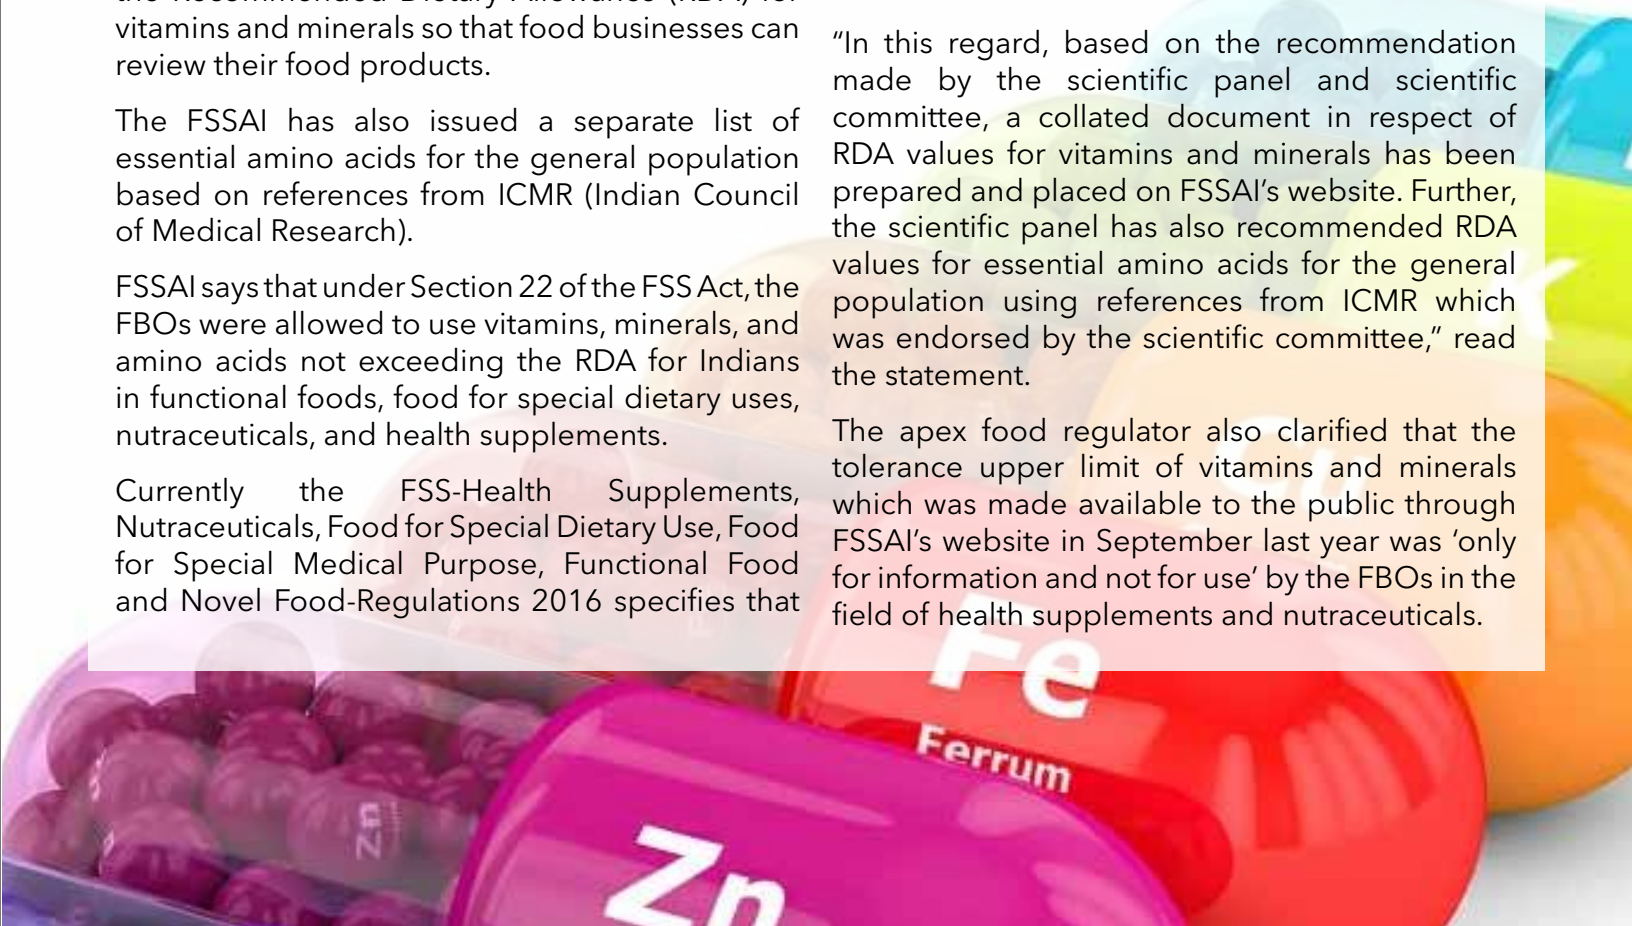 vitamins and minerals so that food businesses can
review their food products.
The FSSAI has also issued a separate list of
essential amino acids for the general population
based on references from ICMR (Indian Council
of Medical Research).
FSSAI says that under Section 22 of the FSS Act, the
FBOs were allowed to use vitamins, minerals, and
amino acids not exceeding the RDA for Indians
in functional foods, food for special dietary uses,
nutraceuticals, and health supplements.
Currently the FSS-Health Supplements,
Nutraceuticals, Food for Special Dietary Use, Food
for Special Medical Purpose, Functional Food
and Novel Food-Regulations 2016 specifies that
“In this regard, based on the recommendation
made by the scientific panel and scientific
committee, a collated document in respect of
RDA values for vitamins and minerals has been
prepared and placed on FSSAI’s website. Further,
the scientific panel has also recommended RDA
values for essential amino acids for the general
population using references from ICMR which
was endorsed by the scientific committee,” read
the statement.
The apex food regulator also clarified that the
tolerance upper limit of vitamins and minerals
which was made available to the public through
FSSAI’s website in September last year was ‘only
for information and not for use’ by the FBOs in the
field of health supplements and nutraceuticals.
K
Cu
Fe
Ferrum
Zn
Zn